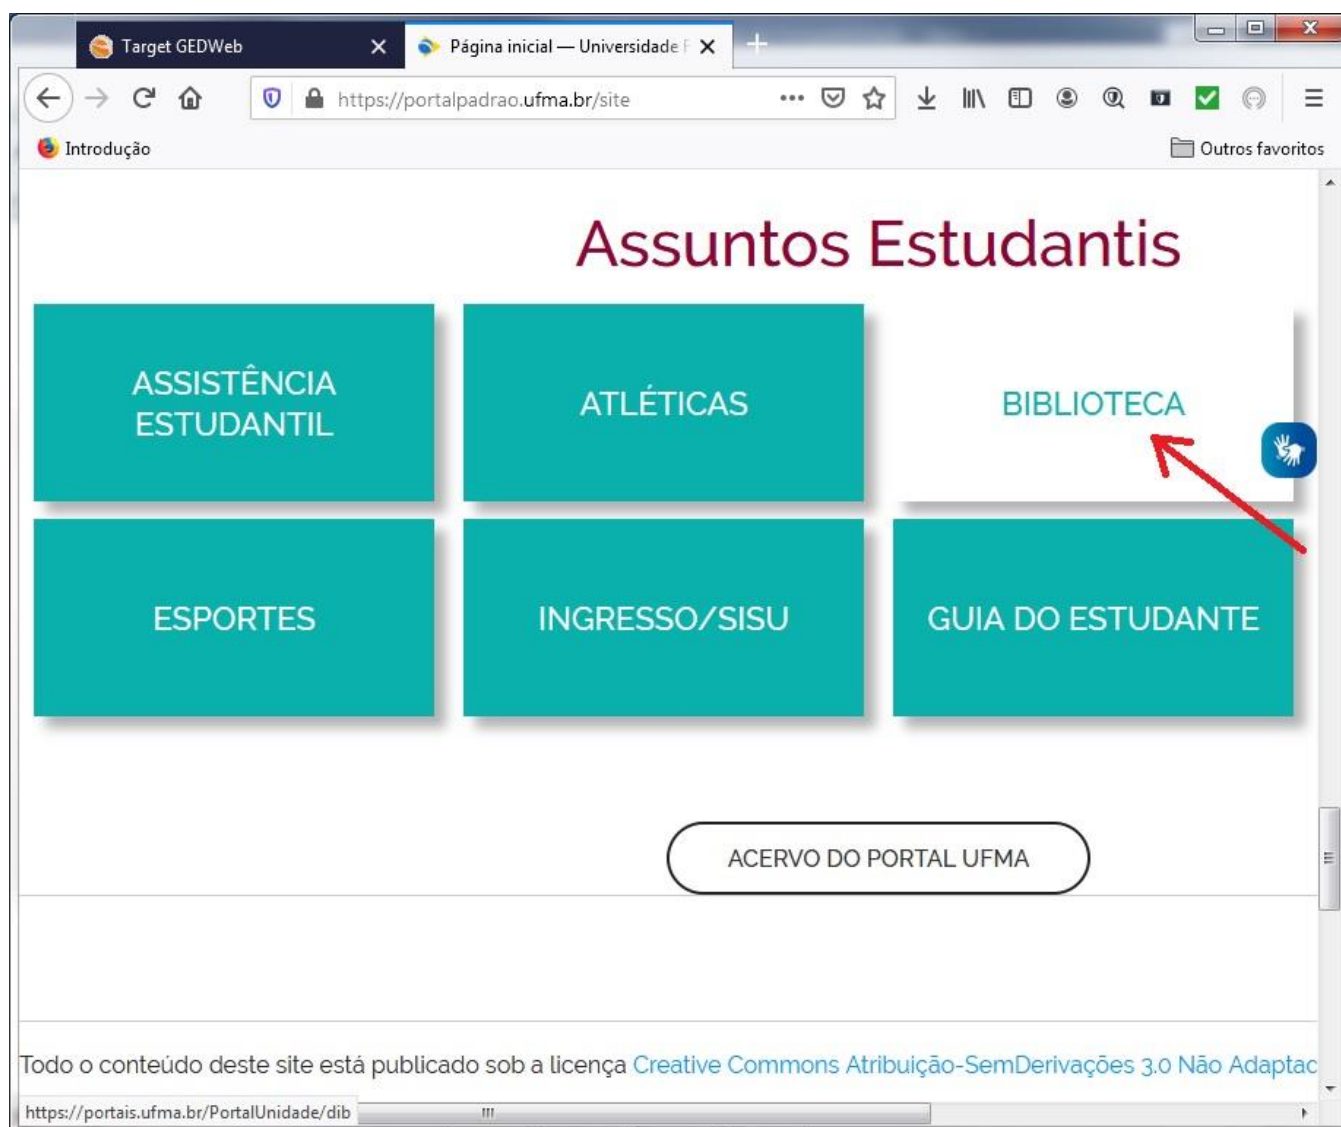 Target GEDWeb
Página inicial — Universidade F
https://portalpadrao.ufma.br/site
Introdução
Outros favoritos
Assuntos Estudantis
ASSISTÊNCIA
ESTUDANTIL
ATLÉTICAS
BIBLIOTECA
ESPORTES
INGRESSO/SISU
GUIA DO ESTUDANTE
ACERVO DO PORTAL UFMA
Todo o conteúdo deste site está publicado sob a licença Creative Commons Atribuição-SemDerivações 3.0 Não Adaptac
https://portais.ufma.br/PortalUnidade/dib